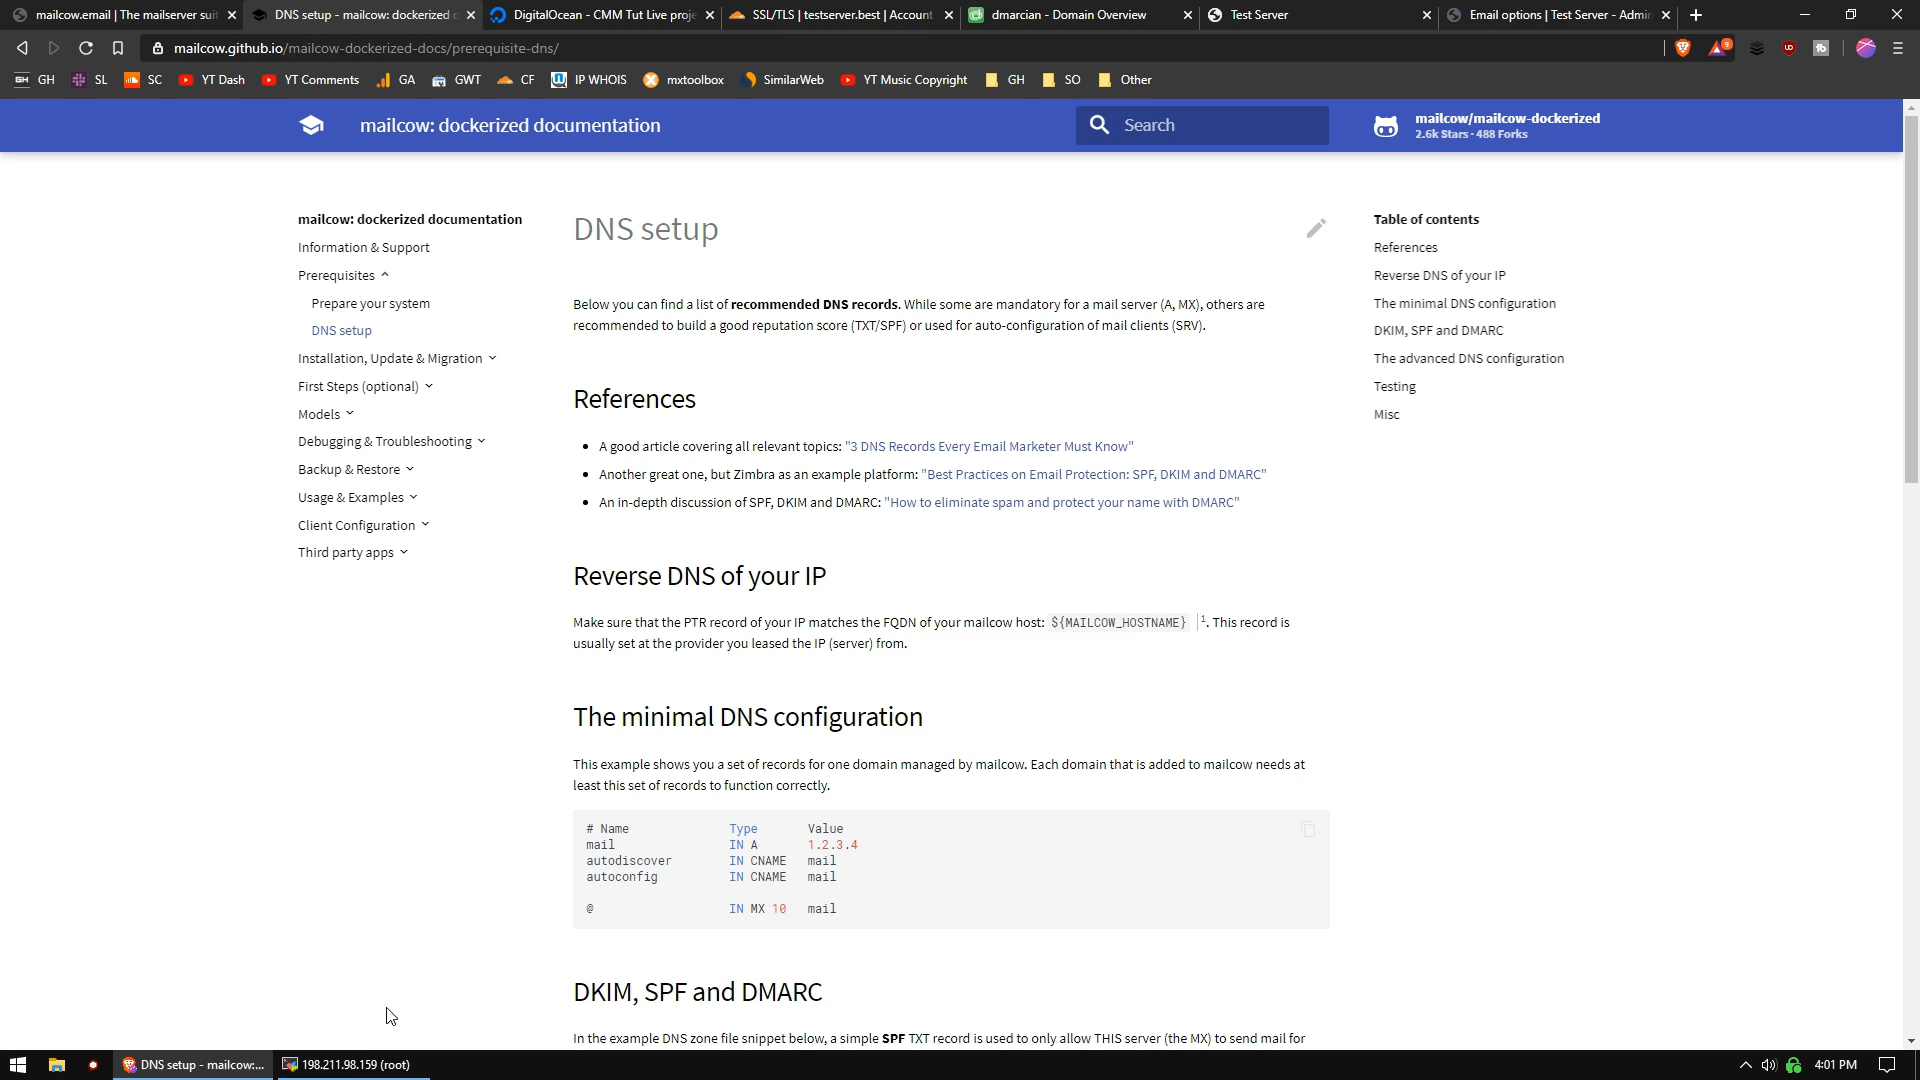 mailcow.email | The mailserver sui
DNS setup - mailcow: dockerized
DigitalOcean - CMM Tut Live proje
SSL/TLS | testserver.best | Account
dmarcian - Domain Overview
Test Server
Email options | Test Server - Admin
mailcow.github.io/mailcow-dockerized-docs/prerequisite-dns/
GH
SL
SC
YT Dash
YT Comments
GA
GWT
CF
IP WHOIS
mxtoolbox
SimilarWeb
YT Music Copyright
GH
SO
Other
mailcow: dockerized documentation
Search
mailcow/mailcow-dockerized
2.6k Stars · 488 Forks
mailcow: dockerized documentation
Information & Support
Prerequisites
Prepare your system
DNS setup
Installation, Update & Migration
First Steps (optional)
Models
Debugging & Troubleshooting
Backup & Restore
Usage & Examples
Client Configuration
Third party apps
DNS setup
Below you can find a list of recommended DNS records. While some are mandatory for a mail server (A, MX), others are
recommended to build a good reputation score (TXT/SPF) or used for auto-configuration of mail clients (SRV).
References
• A good article covering all relevant topics: "3 DNS Records Every Email Marketer Must Know"
• Another great one, but Zimbra as an example platform: "Best Practices on Email Protection: SPF, DKIM and DMARC"
• An in-depth discussion of SPF, DKIM and DMARC: "How to eliminate spam and protect your name with DMARC"
Reverse DNS of your IP
Make sure that the PTR record of your IP matches the FQDN of your mailcow host: ${MAILCOW_HOSTNAME} 1. This record is
usually set at the provider you leased the IP (server) from.
The minimal DNS configuration
This example shows you a set of records for one domain managed by mailcow. Each domain that is added to mailcow needs at
least this set of records to function correctly.
# Name Type Value
mail IN A 1.2.3.4
autodiscover IN CNAME mail
autoconfig IN CNAME mail
@ IN MX 10 mail
DKIM, SPF and DMARC
In the example DNS zone file snippet below, a simple SPF TXT record is used to only allow THIS server (the MX) to send mail for
Table of contents
References
Reverse DNS of your IP
The minimal DNS configuration
DKIM, SPF and DMARC
The advanced DNS configuration
Testing
Misc
DNS setup - mailcow:...
198.211.98.159 (root)
4:01 PM